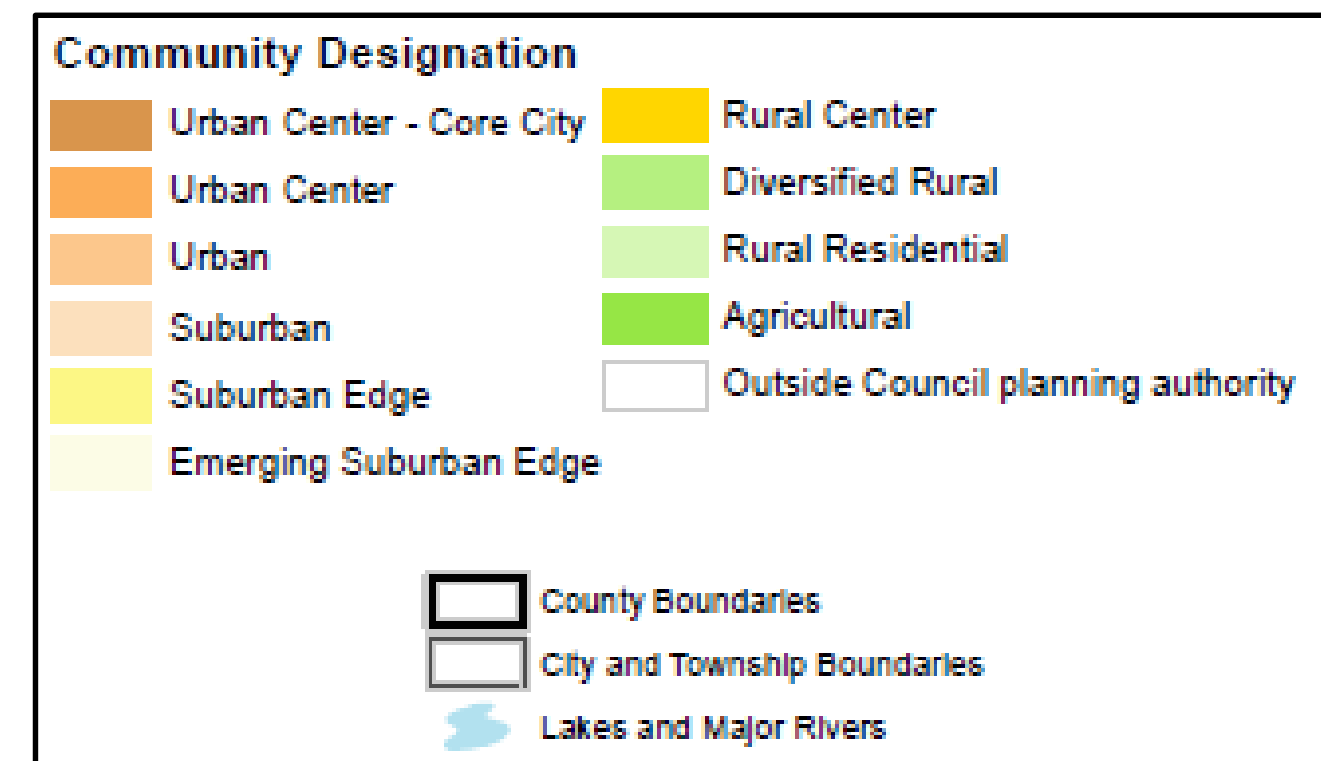 Community Designation
Urban Center - Core City
Urban Center
Urban
Suburban
Suburban Edge
Emerging Suburban Edge
Rural Center
Diversified Rural
Rural Residential
Agricultural
Outside Council planning authority
County Boundaries
City and Township Boundaries
Lakes and Major Rivers